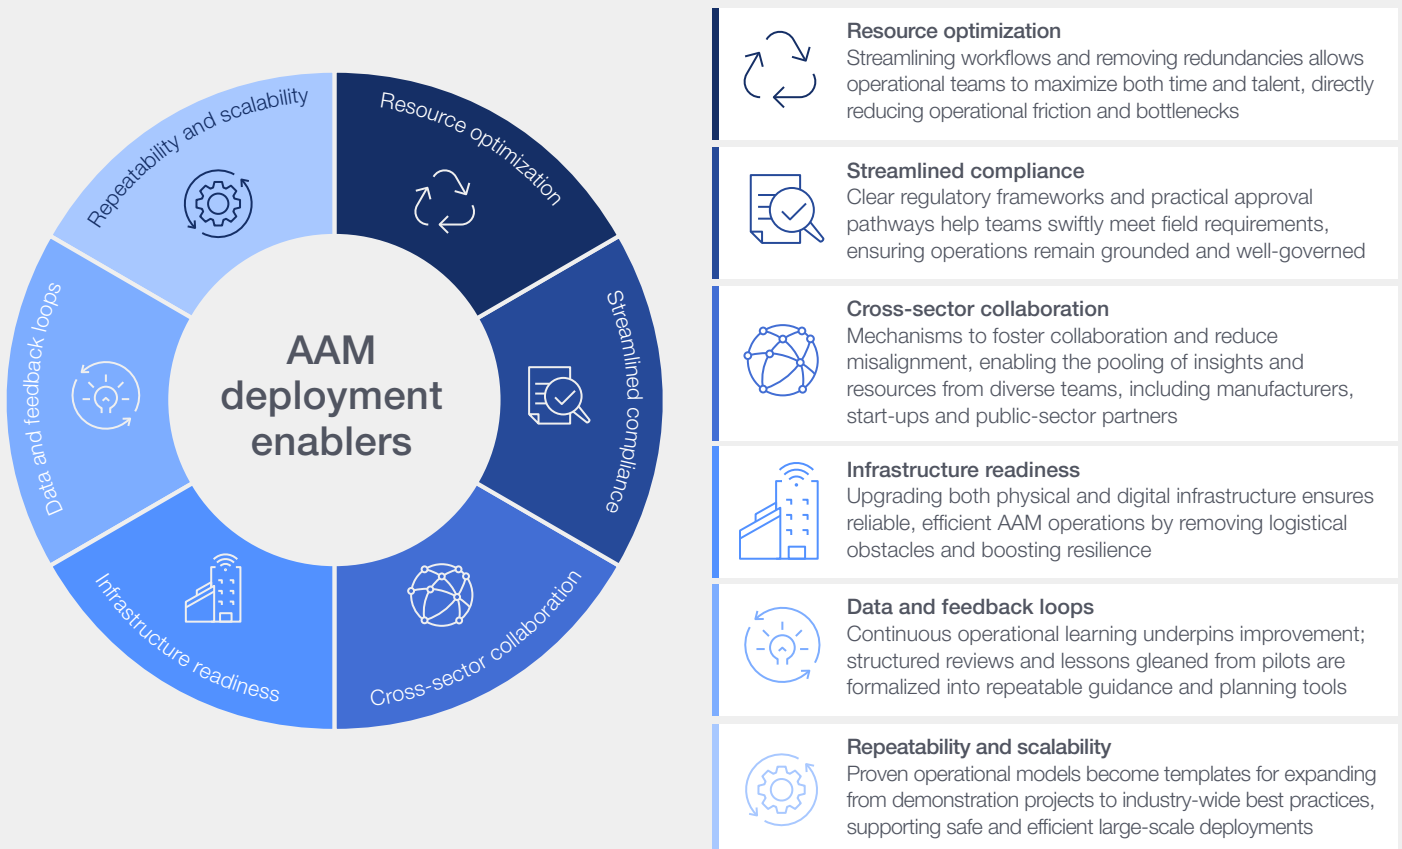 Repeatability and scalability
Resource optimization
Streamlined compliance
Cross-sector collaboration
Infrastructure readiness
Data and feedback loops
AAM
deployment
enablers
Resource optimization
Streamlining workflows and removing redundancies allows
operational teams to maximize both time and talent, directly
reducing operational friction and bottlenecks
Streamlined compliance
Clear regulatory frameworks and practical approval
pathways help teams swiftly meet field requirements,
ensuring operations remain grounded and well-governed
Cross-sector collaboration
Mechanisms to foster collaboration and reduce
misalignment, enabling the pooling of insights and
resources from diverse teams, including manufacturers,
start-ups and public-sector partners
Infrastructure readiness
Upgrading both physical and digital infrastructure ensures
reliable, efficient AAM operations by removing logistical
obstacles and boosting resilience
Data and feedback loops
Continuous operational learning underpins improvement;
structured reviews and lessons gleaned from pilots are
formalized into repeatable guidance and planning tools
Repeatability and scalability
Proven operational models become templates for expanding
from demonstration projects to industry-wide best practices,
supporting safe and efficient large-scale deployments